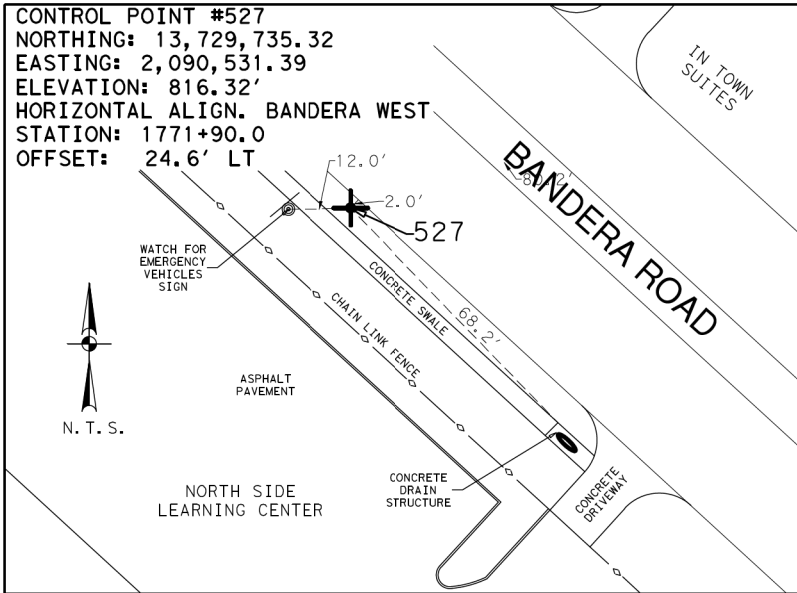 CONTROL POINT #527
NORTHING: 13,729,735.32
EASTING: 2,090,531.39
ELEVATION: 816.32'
HORIZONTAL ALIGN. BANDERA WEST
STATION: 1771+90.0
OFFSET: 24.6' LT
IN TOWN
SUITES
12.0'
2.0'
527
BANDERA ROAD
WATCH FOR
EMERGENCY
VEHICLES
SIGN
CONCRETE SWALE
68.2'
CHAIN LINK FENCE
ASPHALT
PAVEMENT
N.T.S.
NORTH SIDE
LEARNING CENTER
CONCRETE
DRAIN
STRUCTURE
CONCRETE
DRIVEWAY